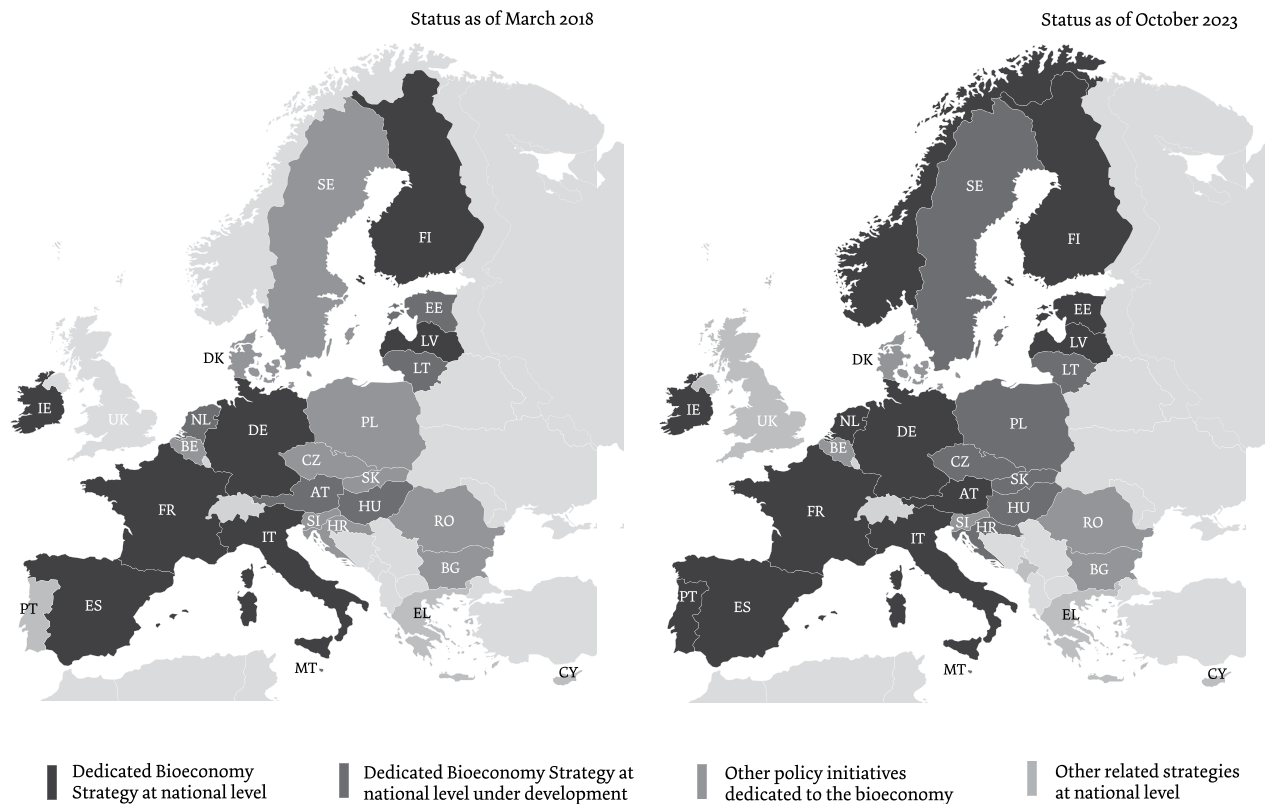 Status as of March 2018
SE
FI
EE
DK
LV
LT
IE
UK
NL
BE
DE
PL
CZ
SK
AT
FR
HU
SI
HR
RO
IT
BG
PT
ES
EL
MT
CY
Status as of October 2023
SE
FI
EE
DK
LV
LT
IE
UK
NL
BE
DE
PL
CZ
SK
AT
FR
HU
SI
HR
RO
IT
BG
PT
ES
EL
MT
CY
Dedicated Bioeconomy
Strategy at national level
Dedicated Bioeconomy Strategy at
national level under development
Other policy initiatives
dedicated to the bioeconomy
Other related strategies
at national level